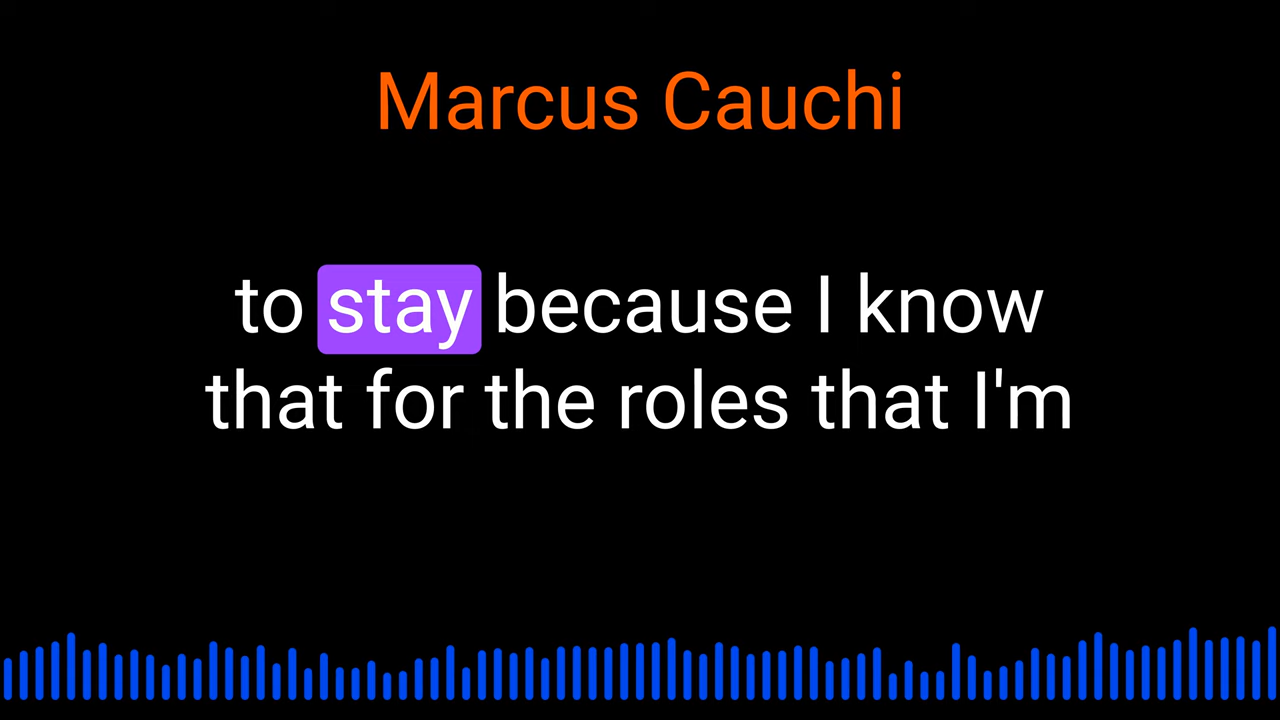 Marcus Cauchi
to stay because I know
that for the roles that I'm